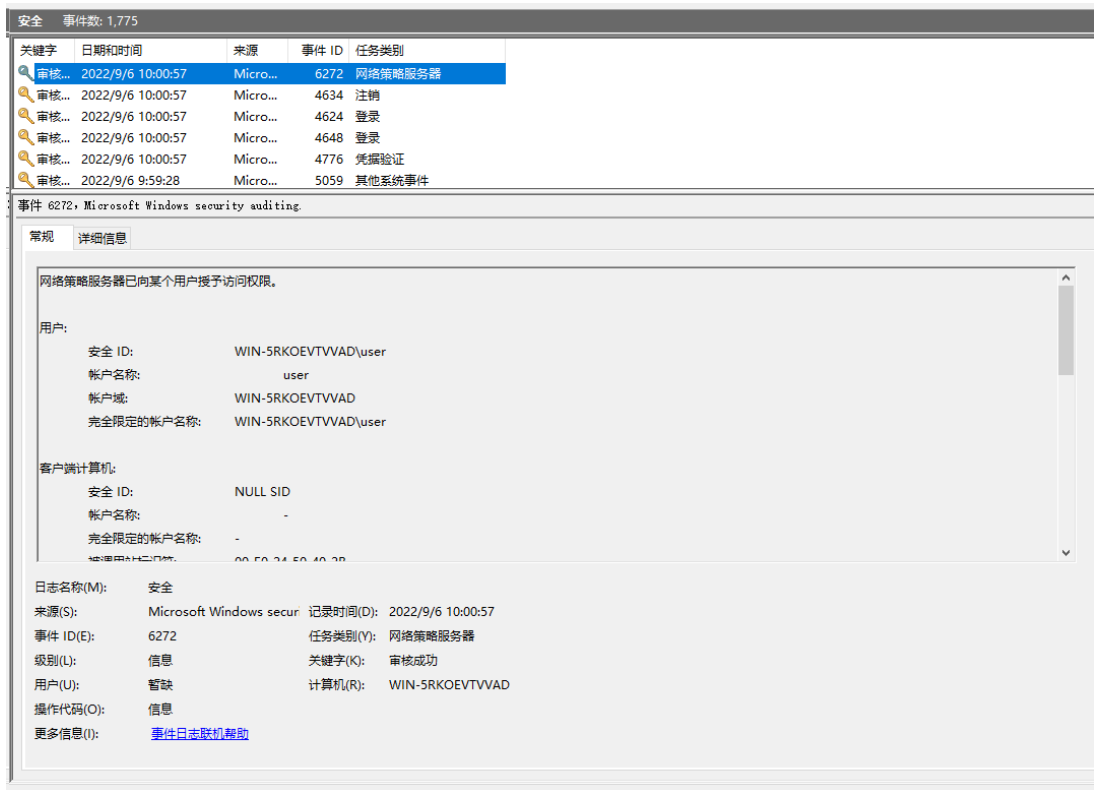 安全 事件数: 1,775
关键字 日期和时间 来源 事件 ID 任务类别
审核... 2022/9/6 10:00:57 Micro... 6272 网络策略服务器
审核... 2022/9/6 10:00:57 Micro... 4634 注销
审核... 2022/9/6 10:00:57 Micro... 4624 登录
审核... 2022/9/6 10:00:57 Micro... 4648 登录
审核... 2022/9/6 10:00:57 Micro... 4776 凭据验证
审核... 2022/9/6 9:59:28 Micro... 5059 其他系统事件
事件 6272，Microsoft Windows security auditing.
常规 详细信息
网络策略服务器已向某个用户授予访问权限。
用户:
安全 ID: WIN-5RKOEVTVVAD\user
帐户名称: user
帐户域: WIN-5RKOEVTVVAD
完全限定的帐户名称: WIN-5RKOEVTVVAD\user
客户端计算机:
安全 ID: NULL SID
帐户名称: -
完全限定的帐户名称: -
日志名称(M): 安全
来源(S): Microsoft Windows securi 记录时间(D): 2022/9/6 10:00:57
事件 ID(E): 6272 任务类别(Y): 网络策略服务器
级别(L): 信息 关键字(K): 审核成功
用户(U): 暂缺 计算机(R): WIN-5RKOEVTVVAD
操作代码(O): 信息
更多信息(I): 事件日志联机帮助